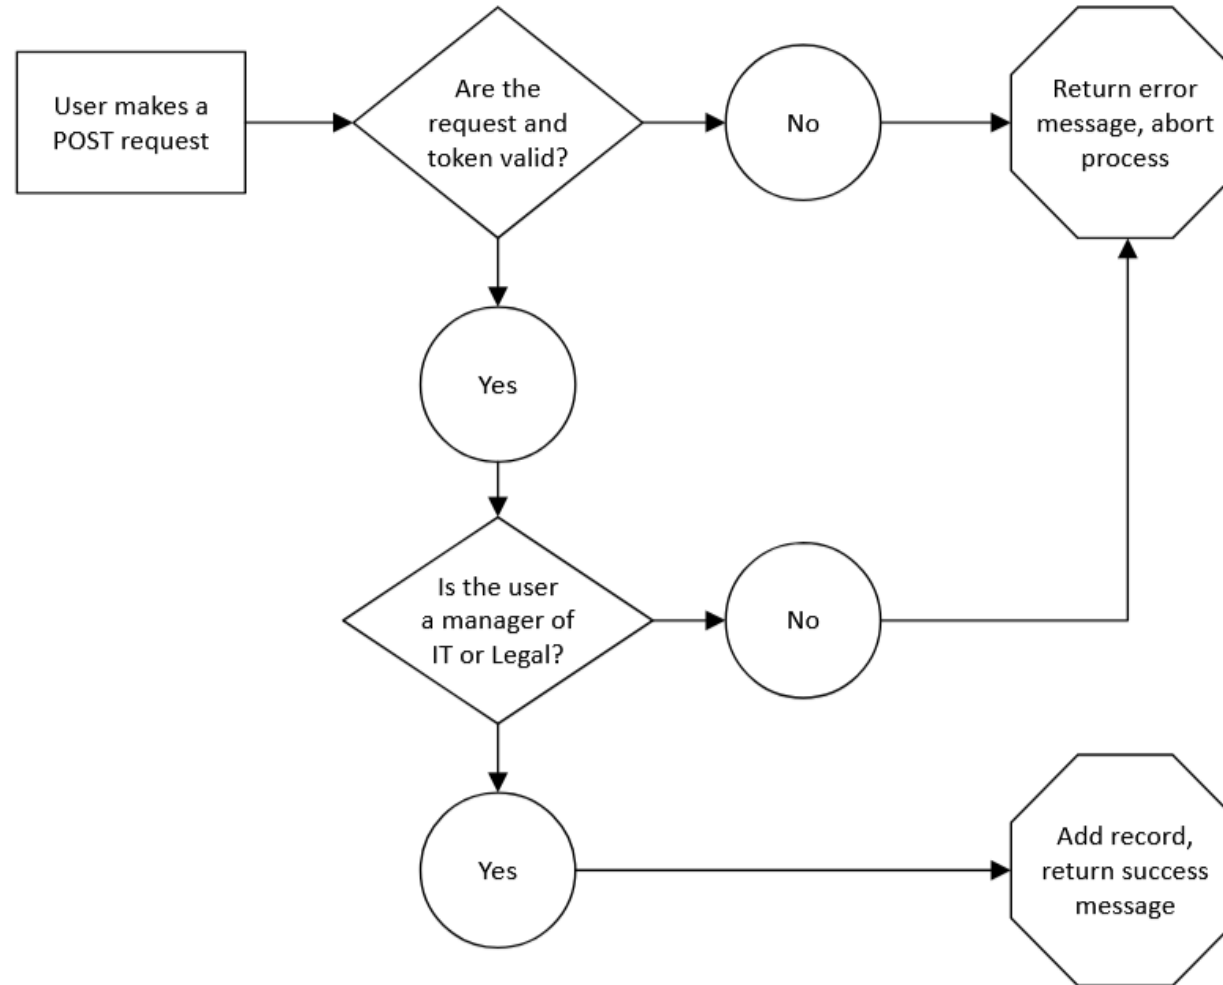 User makes a
POST request
Are the
request and
token valid?
No
Return error
message, abort
process
Yes
Is the user
a manager of
IT or Legal?
No
Yes
Add record,
return success
message